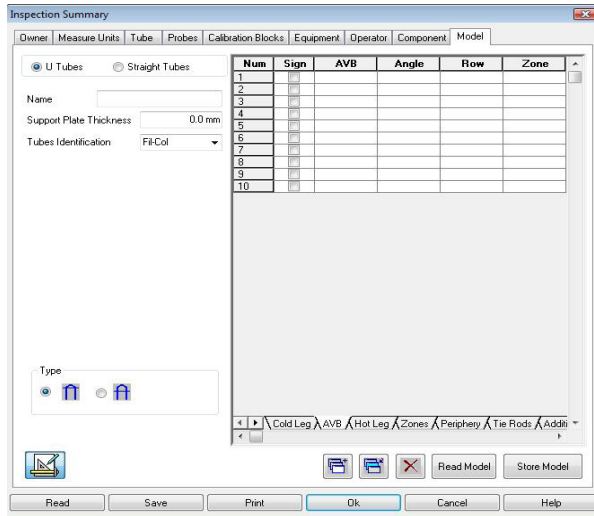 Inspection Summary
Owner Measure Units Tube Probes Calibration Blocks Equipment Operator Component Model
U Tubes Straight Tubes
Name
Support Plate Thickness 0.0 mm
Tubes Identification Fil-Col
Num Sign AVB Angle Row Zone
1
2
3
4
5
6
7
8
9
10
Type
Cold Leg AVB Hot Leg Zones Periphery Tie Rods Additi
Read Model Store Model
Read Save Print Ok Cancel Help